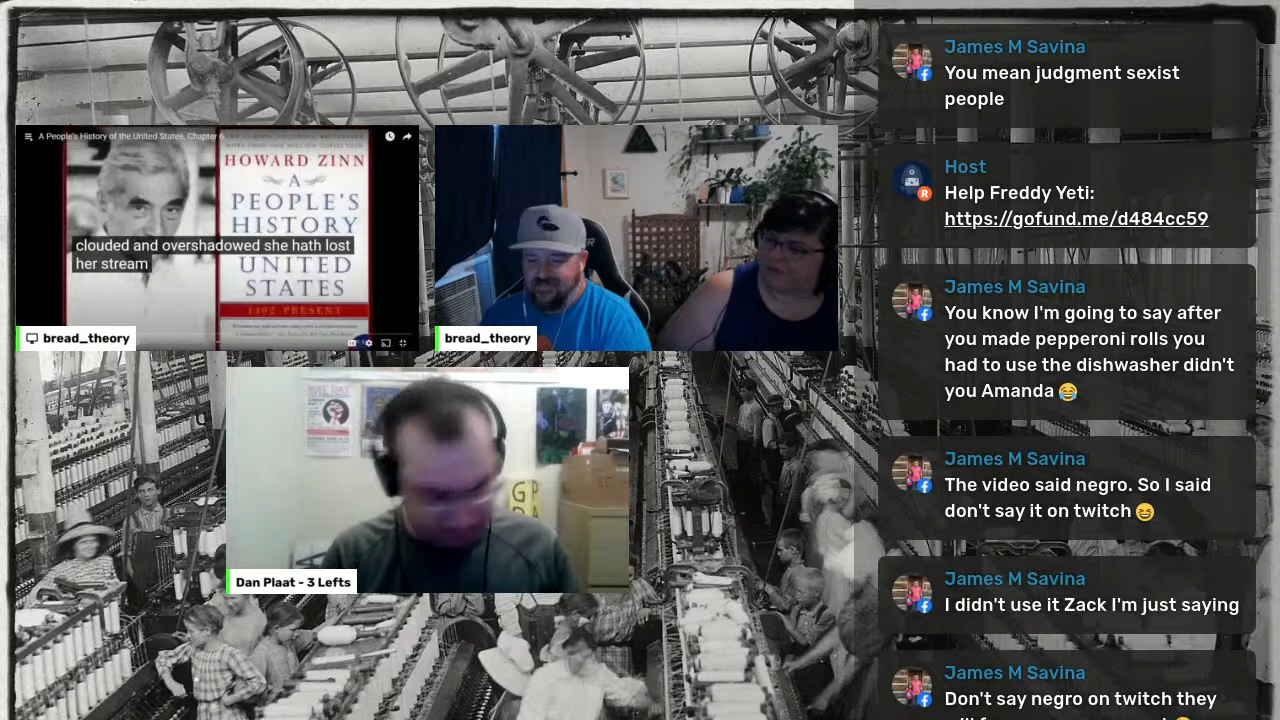 A People's History of the United States, Chapter 6
HOWARD ZINN
A
PEOPLE'S
HISTORY
UNITED
STATES
1492-PRESENT
clouded and overshadowed she hath lost
her stream
bread_theory
bread_theory
MAY DAY
G P
Dan Plaat - 3 Lefts
James M Savina
You mean judgment sexist
people
Host
Help Freddy Yeti:
https://gofund.me/d484cc59
James M Savina
You know I'm going to say after
you made pepperoni rolls you
had to use the dishwasher didn't
you Amanda 😂
James M Savina
The video said negro. So I said
don't say it on twitch 😆
James M Savina
I didn't use it Zack I'm just saying
James M Savina
Don't say negro on twitch they